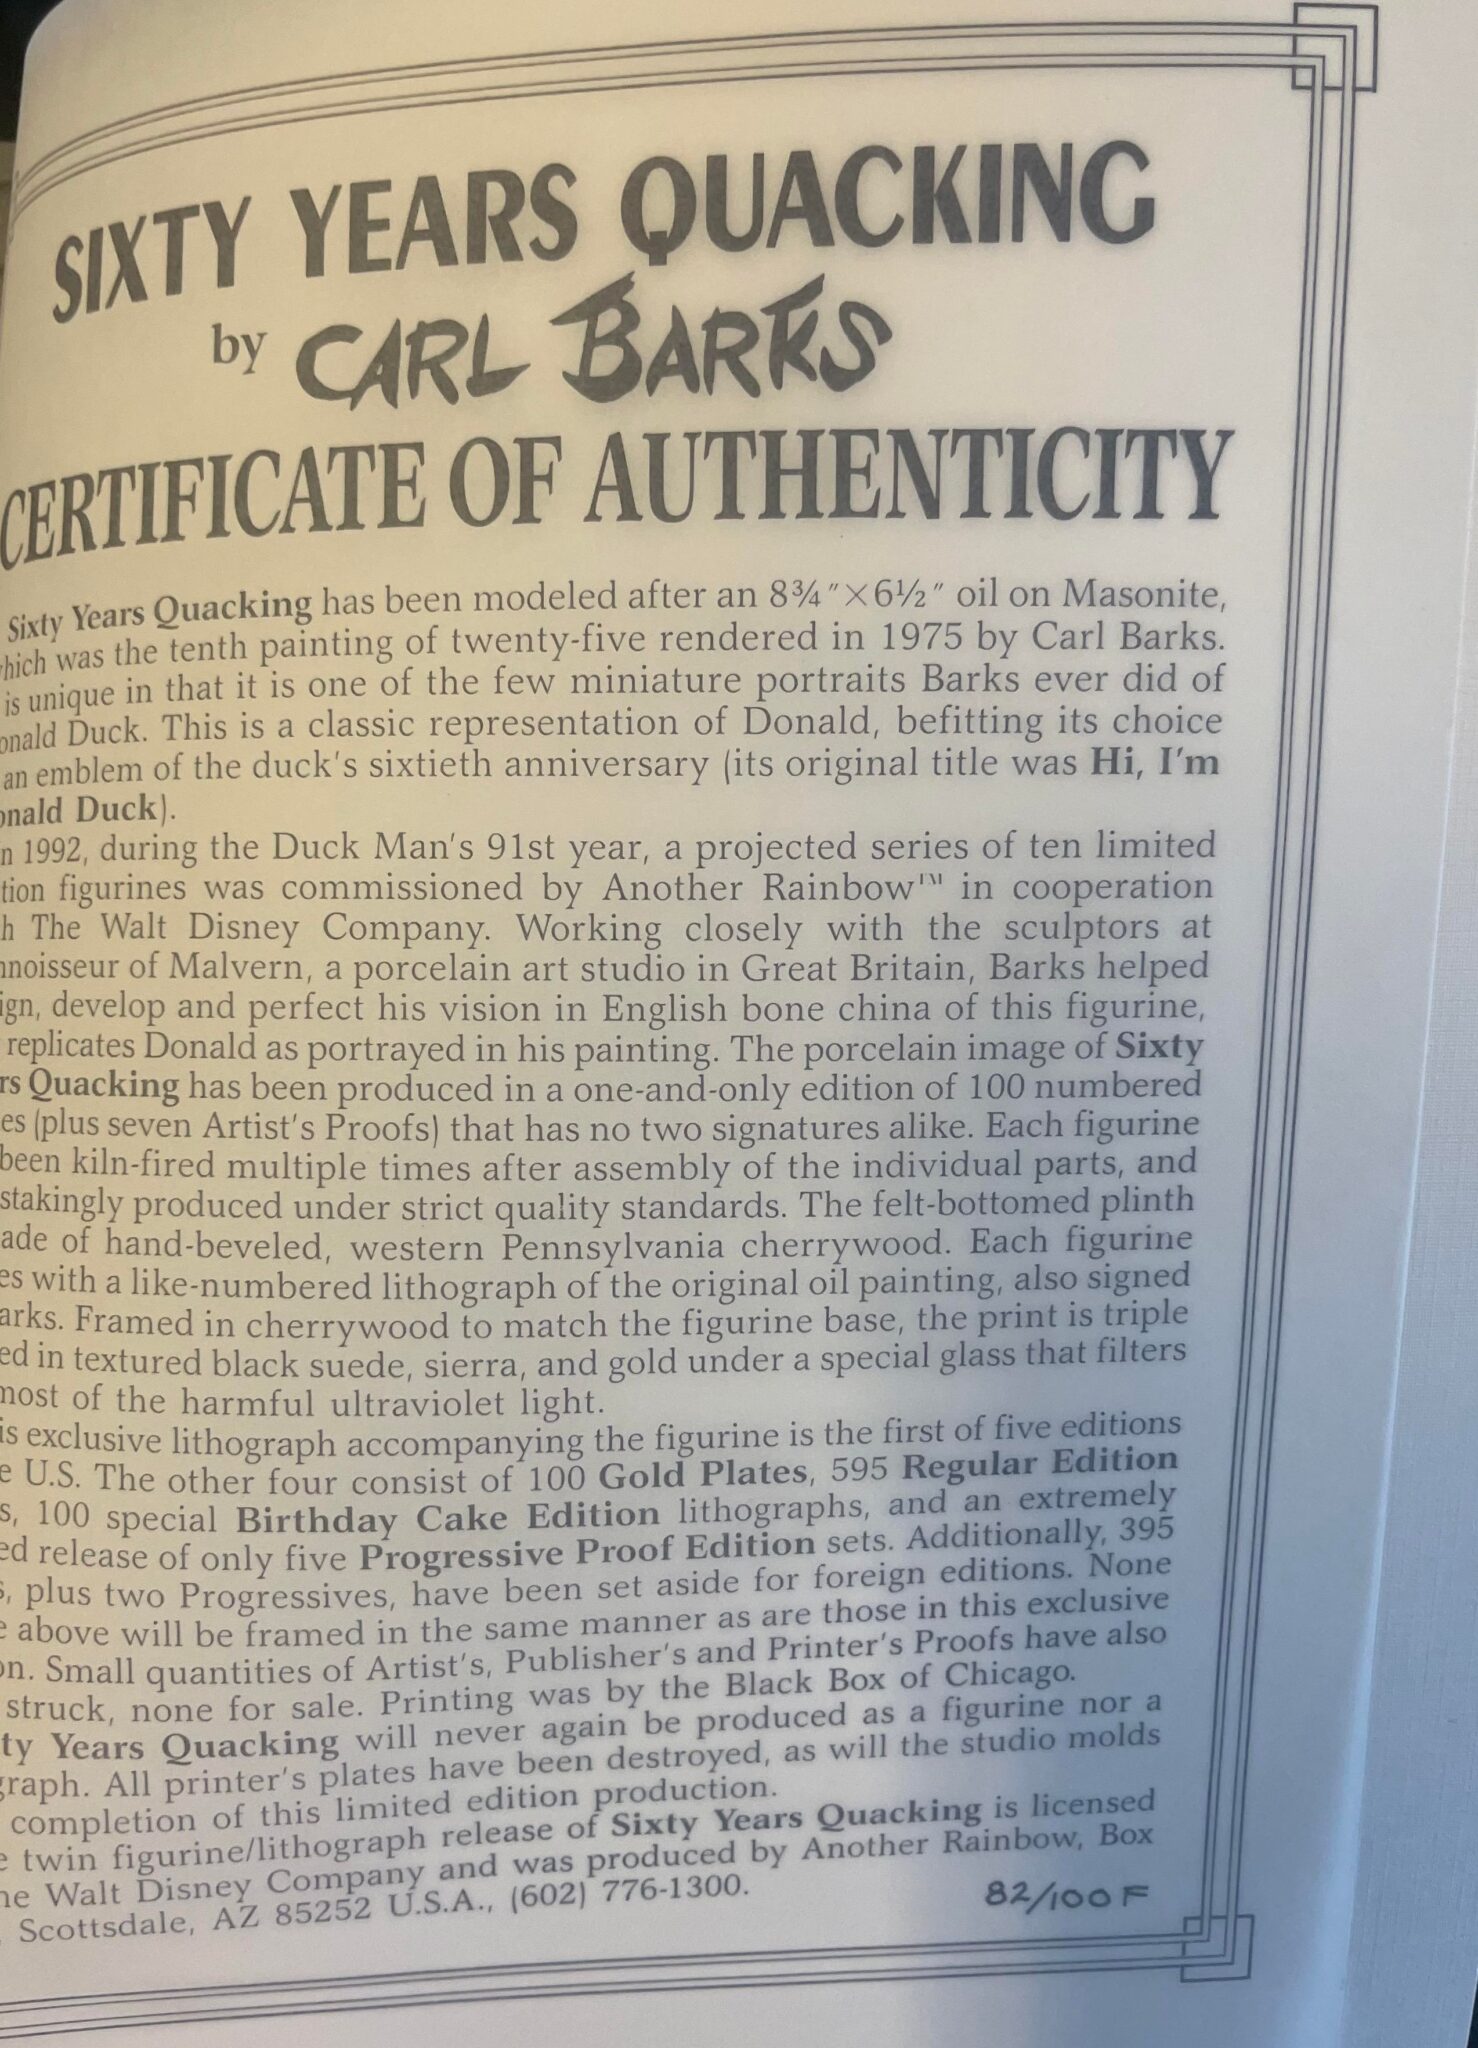 SIXTY YEARS QUACKING
by CARL BARKS
CERTIFICATE OF AUTHENTICITY
Sixty Years Quacking has been modeled after an 8¾″×6½″ oil on Masonite,
hich was the tenth painting of twenty-five rendered in 1975 by Carl Barks.
is unique in that it is one of the few miniature portraits Barks ever did of
onald Duck. This is a classic representation of Donald, befitting its choice
an emblem of the duck's sixtieth anniversary (its original title was Hi, I'm
onald Duck).
n 1992, during the Duck Man's 91st year, a projected series of ten limited
tion figurines was commissioned by Another Rainbow™ in cooperation
h The Walt Disney Company. Working closely with the sculptors at
nnoisseur of Malvern, a porcelain art studio in Great Britain, Barks helped
ign, develop and perfect his vision in English bone china of this figurine,
replicates Donald as portrayed in his painting. The porcelain image of Sixty
rs Quacking has been produced in a one-and-only edition of 100 numbered
es (plus seven Artist's Proofs) that has no two signatures alike. Each figurine
been kiln-fired multiple times after assembly of the individual parts, and
stakingly produced under strict quality standards. The felt-bottomed plinth
ade of hand-beveled, western Pennsylvania cherrywood. Each figurine
es with a like-numbered lithograph of the original oil painting, also signed
arks. Framed in cherrywood to match the figurine base, the print is triple
ed in textured black suede, sierra, and gold under a special glass that filters
most of the harmful ultraviolet light.
is exclusive lithograph accompanying the figurine is the first of five editions
e U.S. The other four consist of 100 Gold Plates, 595 Regular Edition
s, 100 special Birthday Cake Edition lithographs, and an extremely
ed release of only five Progressive Proof Edition sets. Additionally, 395
s, plus two Progressives, have been set aside for foreign editions. None
e above will be framed in the same manner as are those in this exclusive
on. Small quantities of Artist's, Publisher's and Printer's Proofs have also
struck, none for sale. Printing was by the Black Box of Chicago.
ty Years Quacking will never again be produced as a figurine nor a
graph. All printer's plates have been destroyed, as will the studio molds
completion of this limited edition production.
e twin figurine/lithograph release of Sixty Years Quacking is licensed
he Walt Disney Company and was produced by Another Rainbow, Box
, Scottsdale, AZ 85252 U.S.A., (602) 776-1300.
82/100 F